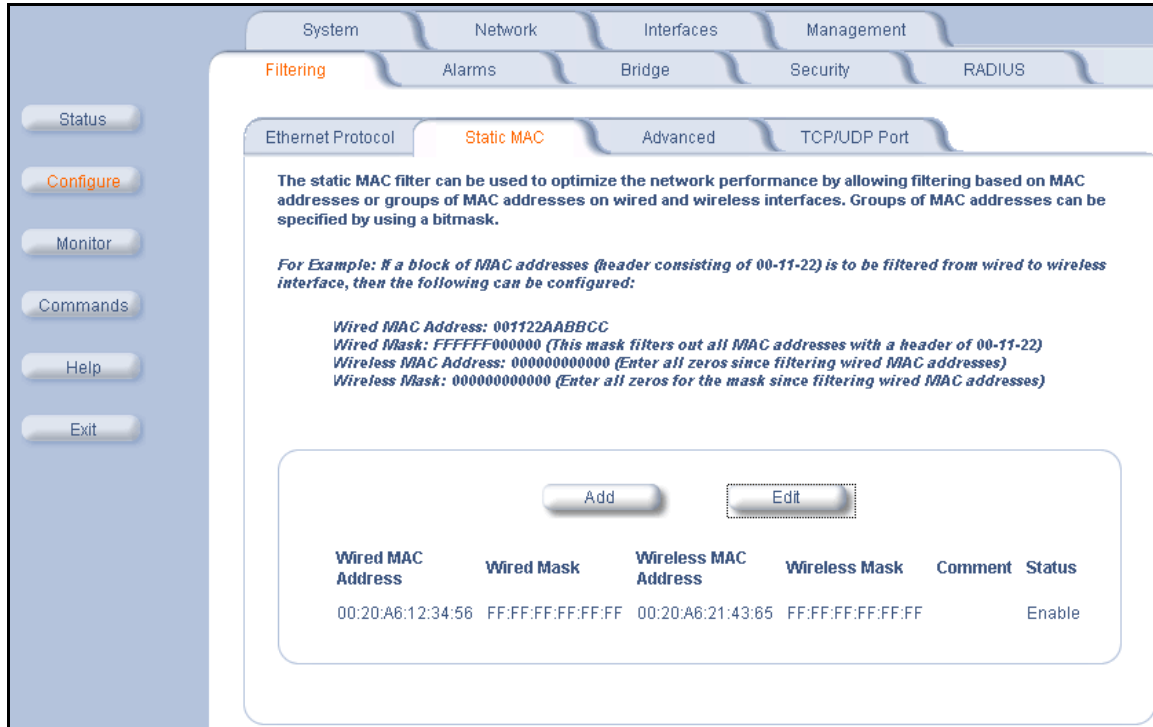 System Network Interfaces Management
Filtering Alarms Bridge Security RADIUS
Status
Configure
Monitor
Commands
Help
Exit
Ethernet Protocol Static MAC Advanced TCP/UDP Port
The static MAC filter can be used to optimize the network performance by allowing filtering based on MAC
addresses or groups of MAC addresses on wired and wireless interfaces. Groups of MAC addresses can be
specified by using a bitmask.
For Example: If a block of MAC addresses (header consisting of 00-11-22) is to be filtered from wired to wireless
interface, then the following can be configured:
Wired MAC Address: 001122AABBCC
Wired Mask: FFFFFF000000 (This mask filters out all MAC addresses with a header of 00-11-22)
Wireless MAC Address: 000000000000 (Enter all zeros since filtering wired MAC addresses)
Wireless Mask: 000000000000 (Enter all zeros for the mask since filtering wired MAC addresses)
Add Edit
Wired MAC Address Wired Mask Wireless MAC Address Wireless Mask Comment Status
00:20:A6:12:34:56 FF:FF:FF:FF:FF:FF 00:20:A6:21:43:65 FF:FF:FF:FF:FF:FF Enable